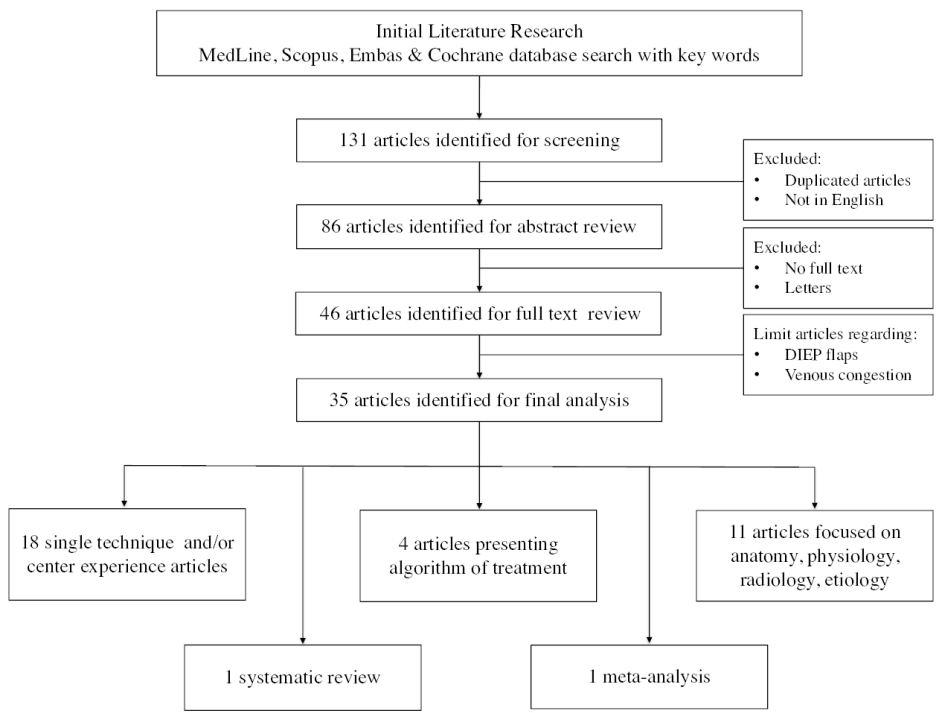 Initial Literature Research
MedLine, Scopus, Embas & Cochrane database search with key words
131 articles identified for screening
Excluded:
• Duplicated articles
• Not in English
86 articles identified for abstract review
Excluded:
• No full text
• Letters
46 articles identified for full text review
Limit articles regarding:
• DIEP flaps
• Venous congestion
35 articles identified for final analysis
18 single technique and/or
center experience articles
4 articles presenting
algorithm of treatment
11 articles focused on
anatomy, physiology,
radiology, etiology
1 systematic review
1 meta-analysis